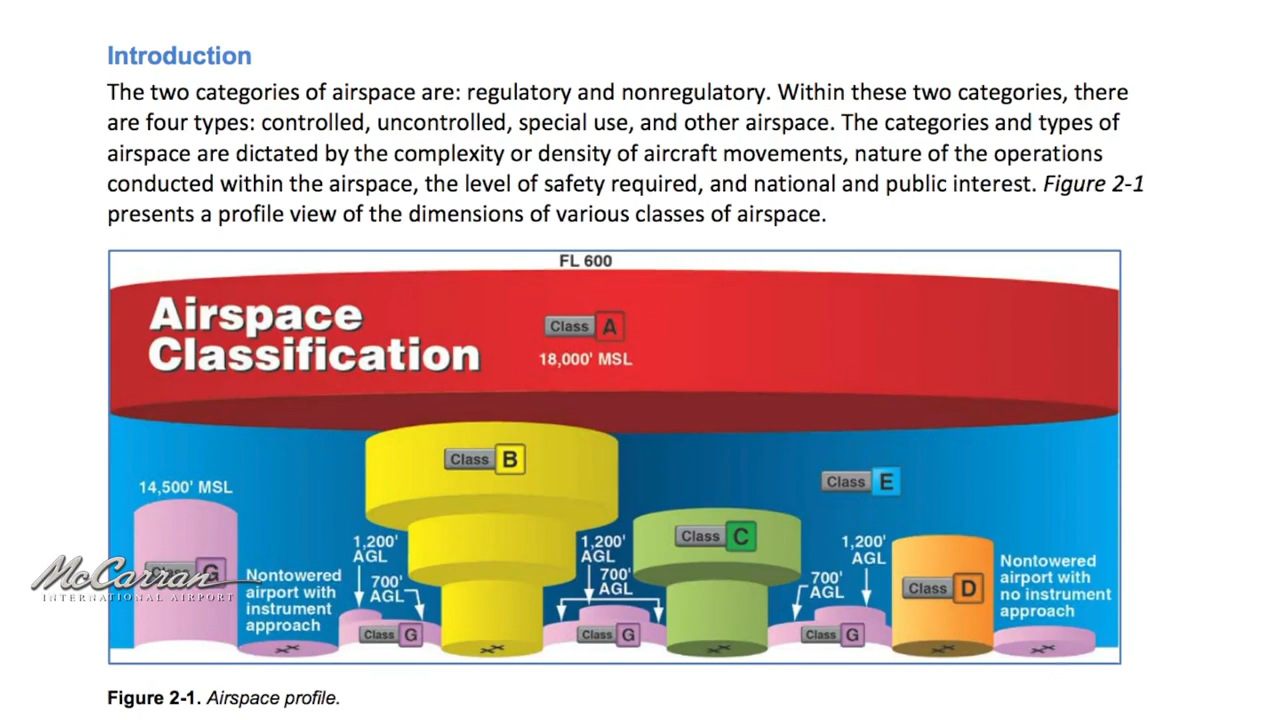 Introduction
The two categories of airspace are: regulatory and nonregulatory. Within these two categories, there
are four types: controlled, uncontrolled, special use, and other airspace. The categories and types of
airspace are dictated by the complexity or density of aircraft movements, nature of the operations
conducted within the airspace, the level of safety required, and national and public interest. Figure 2-1
presents a profile view of the dimensions of various classes of airspace.
FL 600
Airspace
Classification
Class A
18,000' MSL
Class B
Class E
14,500' MSL
Class C
1,200'
AGL
700'
AGL
1,200'
AGL
700'
AGL
1,200'
AGL
700'
AGL
Class G
McCarran
INTERNATIONAL AIRPORT
Nontowered
airport with
instrument
approach
Class D
Nontowered
airport with
no instrument
approach
Class G
Class G
Class G
Figure 2-1. Airspace profile.